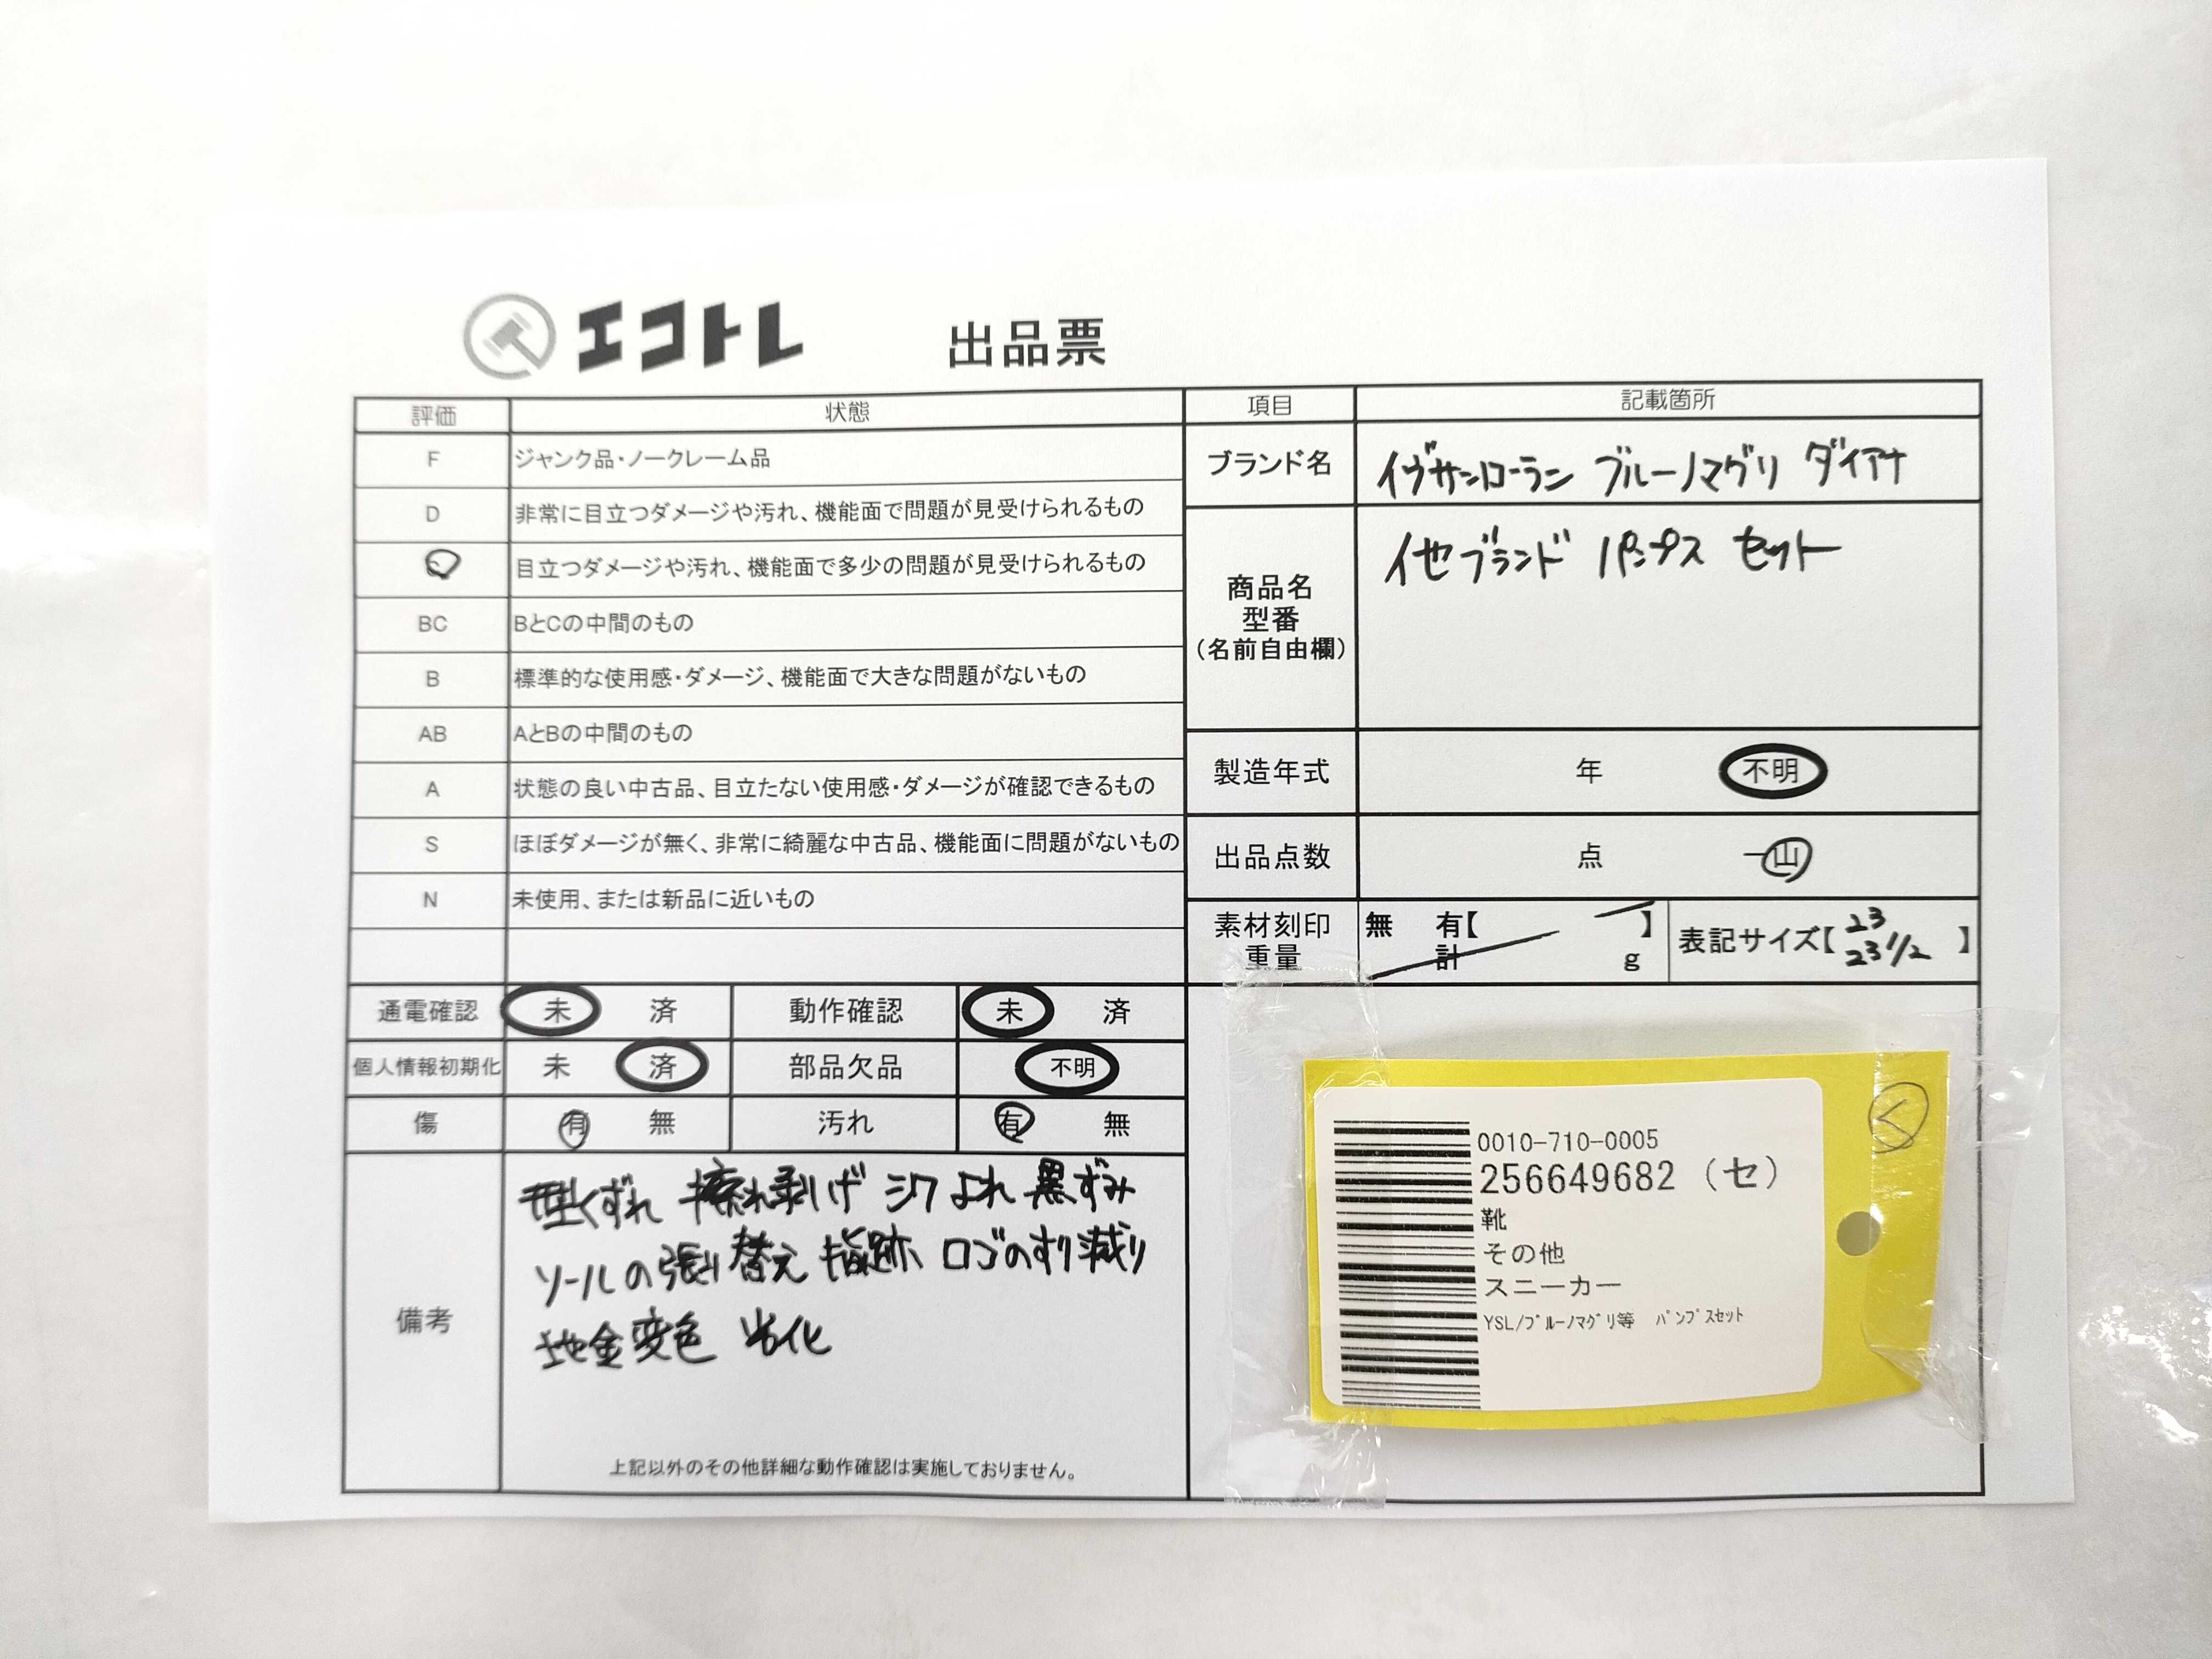 エコトレ 出品票
評価 状態 項目 記載箇所
F ジャンク品・ノークレーム品
D 非常に目立つダメージや汚れ、機能面で問題が見受けられるもの
目立つダメージや汚れ、機能面で多少の問題が見受けられるもの
BC BとCの中間のもの
B 標準的な使用感・ダメージ、機能面で大きな問題がないもの
AB AとBの中間のもの
A 状態の良い中古品、目立たない使用感・ダメージが確認できるもの
S ほぼダメージが無く、非常に綺麗な中古品、機能面に問題がないもの
N 未使用、または新品に近いもの
ブランド名 イヴサンローラン ブルーノマグリ ダイアナ
商品名
型番
(名前自由欄)
他ブランド パンプス セット
製造年式 年 不明
出品点数 点 一山
素材刻印 無 有【 】
重量 計 g
表記サイズ【 23
23 1/2 】
通電確認 未 済 動作確認 未 済
個人情報初期化 未 済 部品欠品 不明
傷 有 無 汚れ 有 無
備考
型くずれ 擦れ剥げ シワ よれ 黒ずみ
ソールの張り替え 指跡 ロゴのすり減り
地金変色 劣化
上記以外のその他詳細な動作確認は実施しておりません。
0010-710-0005
256649682 (セ)
靴
その他
スニーカー
YSL/ブルーノマグリ等 パンプスセット
く